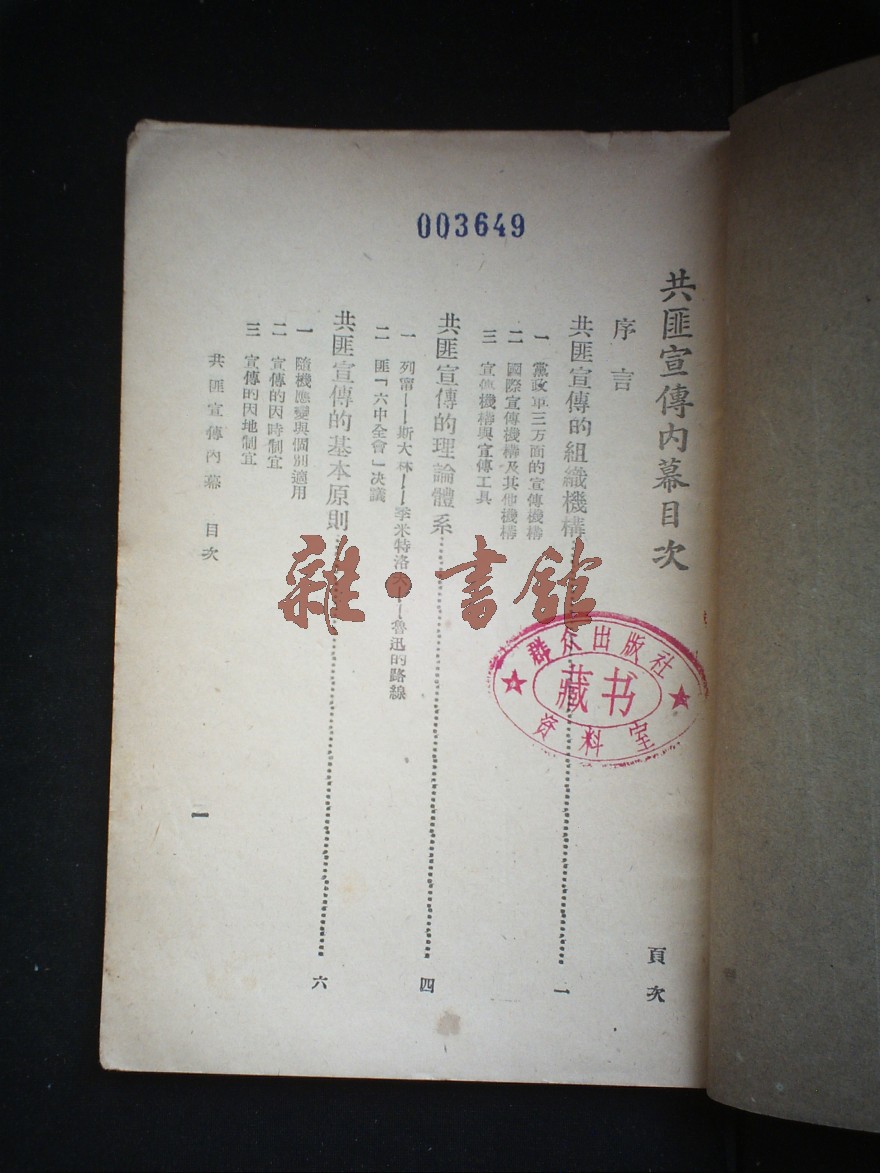 003649
共匪宣傳內幕目次
頁次
序言
共匪宣傳的組織機構……一
一 黨政軍三方面的宣傳機構
二 國際宣傳機構及其他機構
三 宣傳機構與宣傳工具
共匪宣傳的理論體系……四
一 列甯——斯大林——季米特洛夫——魯迅的路線
二 匪「六中全會」決議
共匪宣傳的基本原則……六
一 隨機應變與個別適用
二 宣傳的因時制宜
三 宣傳的因地制宜
共匪宣傳內幕 目次
一
雜·書館
群众出版社
藏书
资料室